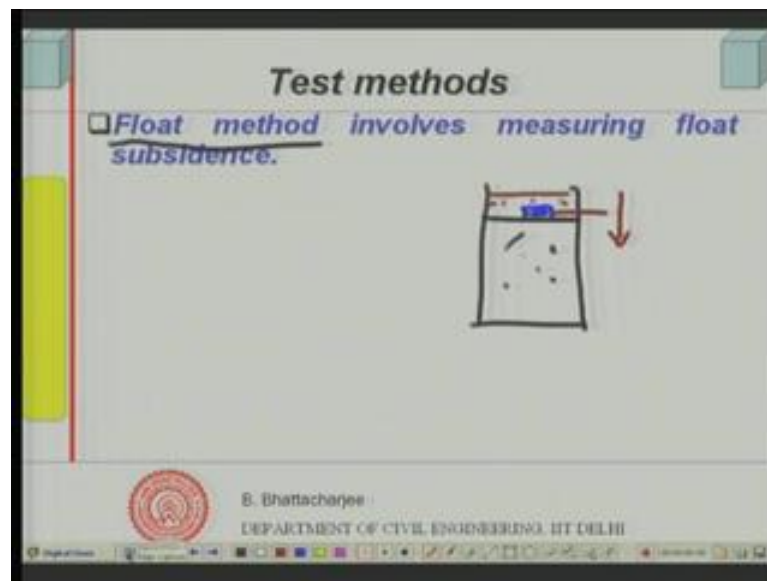 Test methods
❑Float method involves measuring float
subsidence.
B. Bhattacharjee
DEPARTMENT OF CIVIL ENGINEERING, IIT DELHI